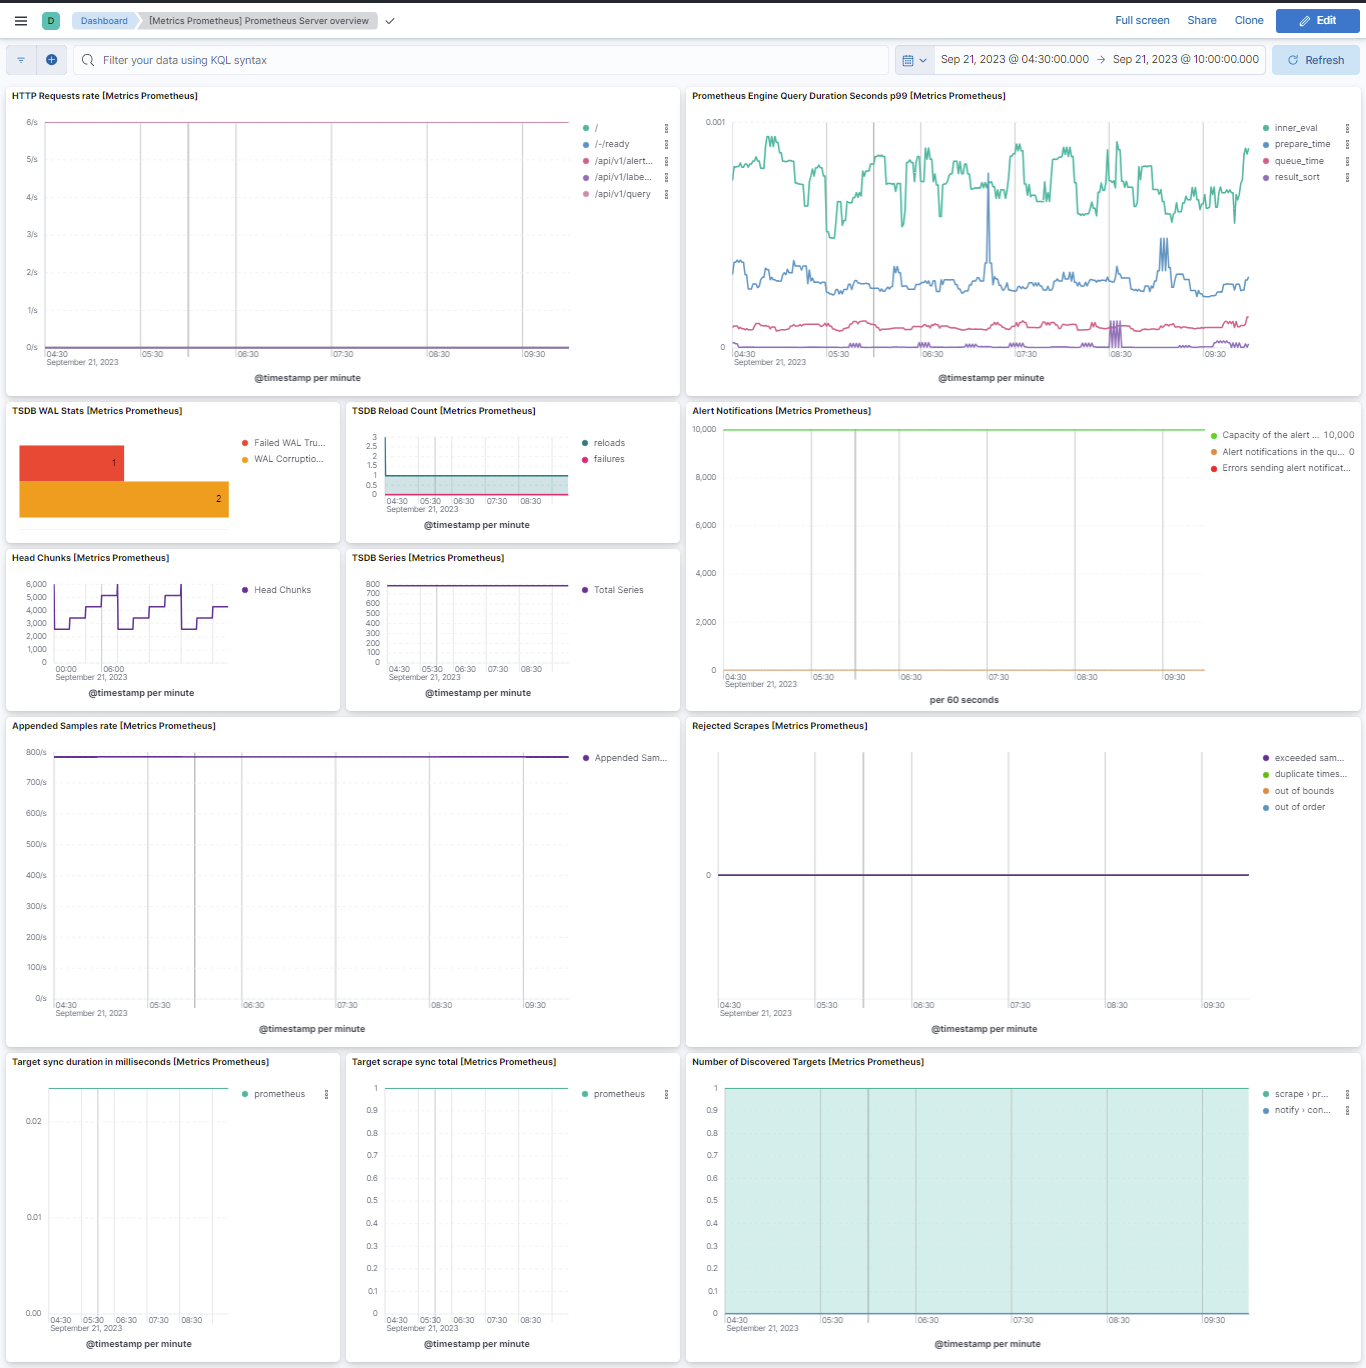 D Dashboard [Metrics Prometheus] Prometheus Server overview Full screen Share Clone Edit
Filter your data using KQL syntax Sep 21, 2023 @ 04:30:00.000 → Sep 21, 2023 @ 10:00:00.000 Refresh
HTTP Requests rate [Metrics Prometheus]
6/s
5/s
4/s
3/s
2/s
1/s
0/s
04:30 05:30 06:30 07:30 08:30 09:30
September 21, 2023
@timestamp per minute
/
/-/ready
/api/v1/alert...
/api/v1/labe...
/api/v1/query
Prometheus Engine Query Duration Seconds p99 [Metrics Prometheus]
0.001
0
04:30 05:30 06:30 07:30 08:30 09:30
September 21, 2023
@timestamp per minute
inner_eval
prepare_time
queue_time
result_sort
TSDB WAL Stats [Metrics Prometheus]
1
2
Failed WAL Tru...
WAL Corruptio...
TSDB Reload Count [Metrics Prometheus]
3
2.5
2
1.5
1
0.5
0
04:30 05:30 06:30 07:30 08:30
September 21, 2023
@timestamp per minute
reloads
failures
Alert Notifications [Metrics Prometheus]
10,000
8,000
6,000
4,000
2,000
0
04:30 05:30 06:30 07:30 08:30 09:30
September 21, 2023
per 60 seconds
Capacity of the alert ... 10,000
Alert notifications in the qu... 0
Errors sending alert notificat...
Head Chunks [Metrics Prometheus]
6,000
5,000
4,000
3,000
2,000
1,000
0
00:00 06:00
September 21, 2023
@timestamp per minute
Head Chunks
TSDB Series [Metrics Prometheus]
800
700
600
500
400
300
200
100
0
04:30 05:30 06:30 07:30 08:30
September 21, 2023
@timestamp per minute
Total Series
Appended Samples rate [Metrics Prometheus]
800/s
700/s
600/s
500/s
400/s
300/s
200/s
100/s
0/s
04:30 05:30 06:30 07:30 08:30 09:30
September 21, 2023
@timestamp per minute
Appended Sam...
Rejected Scrapes [Metrics Prometheus]
0
04:30 05:30 06:30 07:30 08:30 09:30
September 21, 2023
@timestamp per minute
exceeded sam...
duplicate times...
out of bounds
out of order
Target sync duration in milliseconds [Metrics Prometheus]
0.02
0.01
0.00
04:30 05:30 06:30 07:30 08:30
September 21, 2023
@timestamp per minute
prometheus
Target scrape sync total [Metrics Prometheus]
1
0.9
0.8
0.7
0.6
0.5
0.4
0.3
0.2
0.1
0
04:30 05:30 06:30 07:30 08:30
September 21, 2023
@timestamp per minute
prometheus
Number of Discovered Targets [Metrics Prometheus]
1
0.9
0.8
0.7
0.6
0.5
0.4
0.3
0.2
0.1
0
04:30 05:30 06:30 07:30 08:30 09:30
September 21, 2023
@timestamp per minute
scrape › pr...
notify › con...